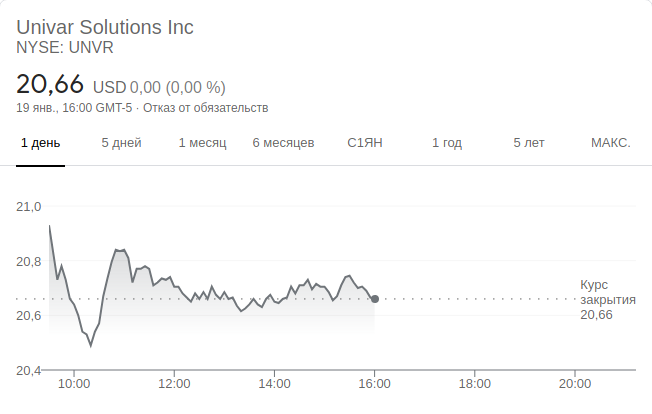 Univar Solutions Inc
NYSE: UNVR
20,66 USD 0,00 (0,00 %)
19 янв., 16:00 GMT-5 · Отказ от обязательств
1 день 5 дней 1 месяц 6 месяцев С1ЯН 1 год 5 лет МАКС.
21,0
20,8
Курс
закрытия
20,66
20,6
20,4
10:00 12:00 14:00 16:00 18:00 20:00